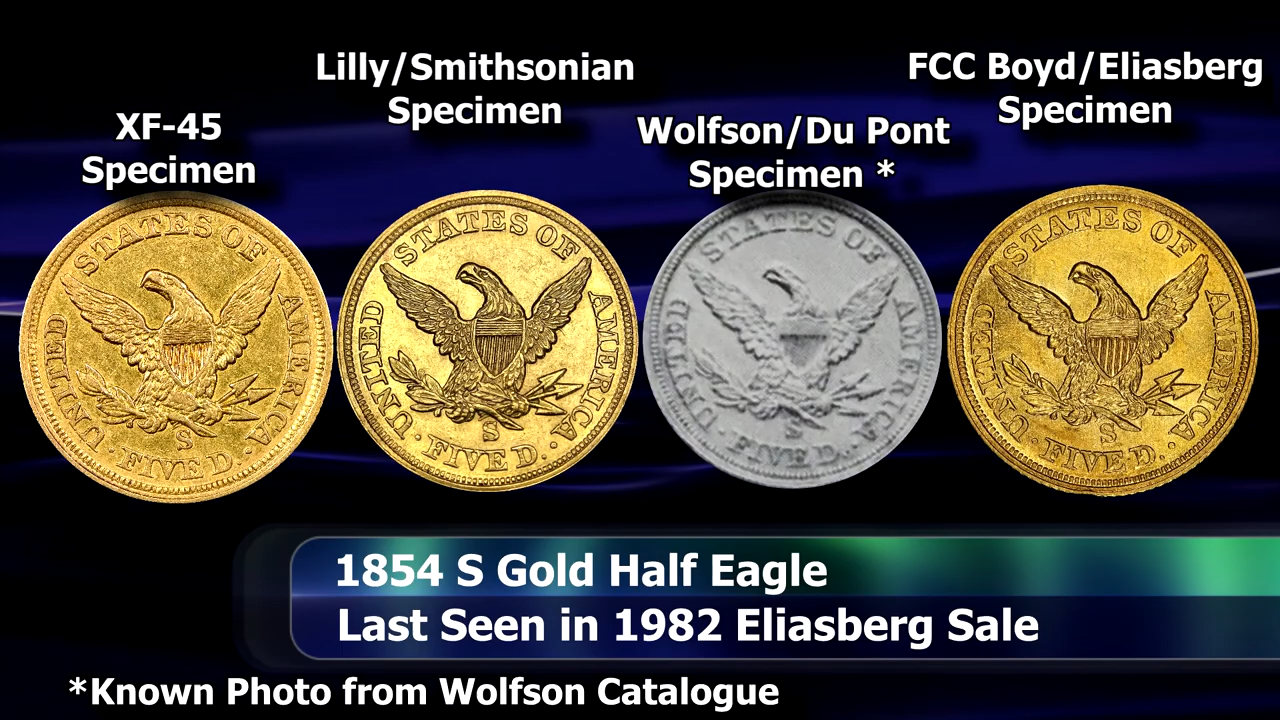 XF-45
Specimen
Lilly/Smithsonian
Specimen
Wolfson/Du Pont
Specimen *
FCC Boyd/Eliasberg
Specimen
UNITED STATES OF AMERICA
S
· FIVE D. ·
UNITED STATES OF AMERICA
S
· FIVE D. ·
UNITED STATES OF AMERICA
S
· FIVE D. ·
UNITED STATES OF AMERICA
S
· FIVE D. ·
1854 S Gold Half Eagle
Last Seen in 1982 Eliasberg Sale
*Known Photo from Wolfson Catalogue